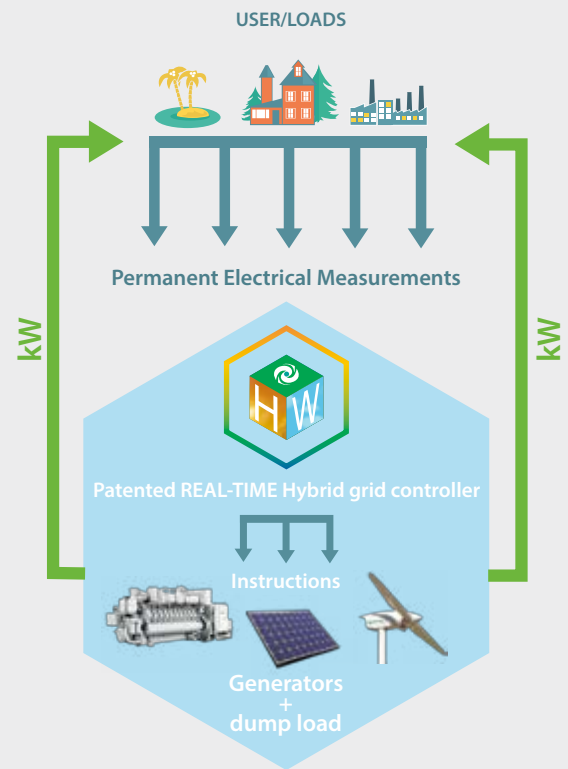 USER/LOADS
Permanent Electrical Measurements
kW
kW
H W
Patented REAL-TIME Hybrid grid controller
Instructions
Generators
+
dump load